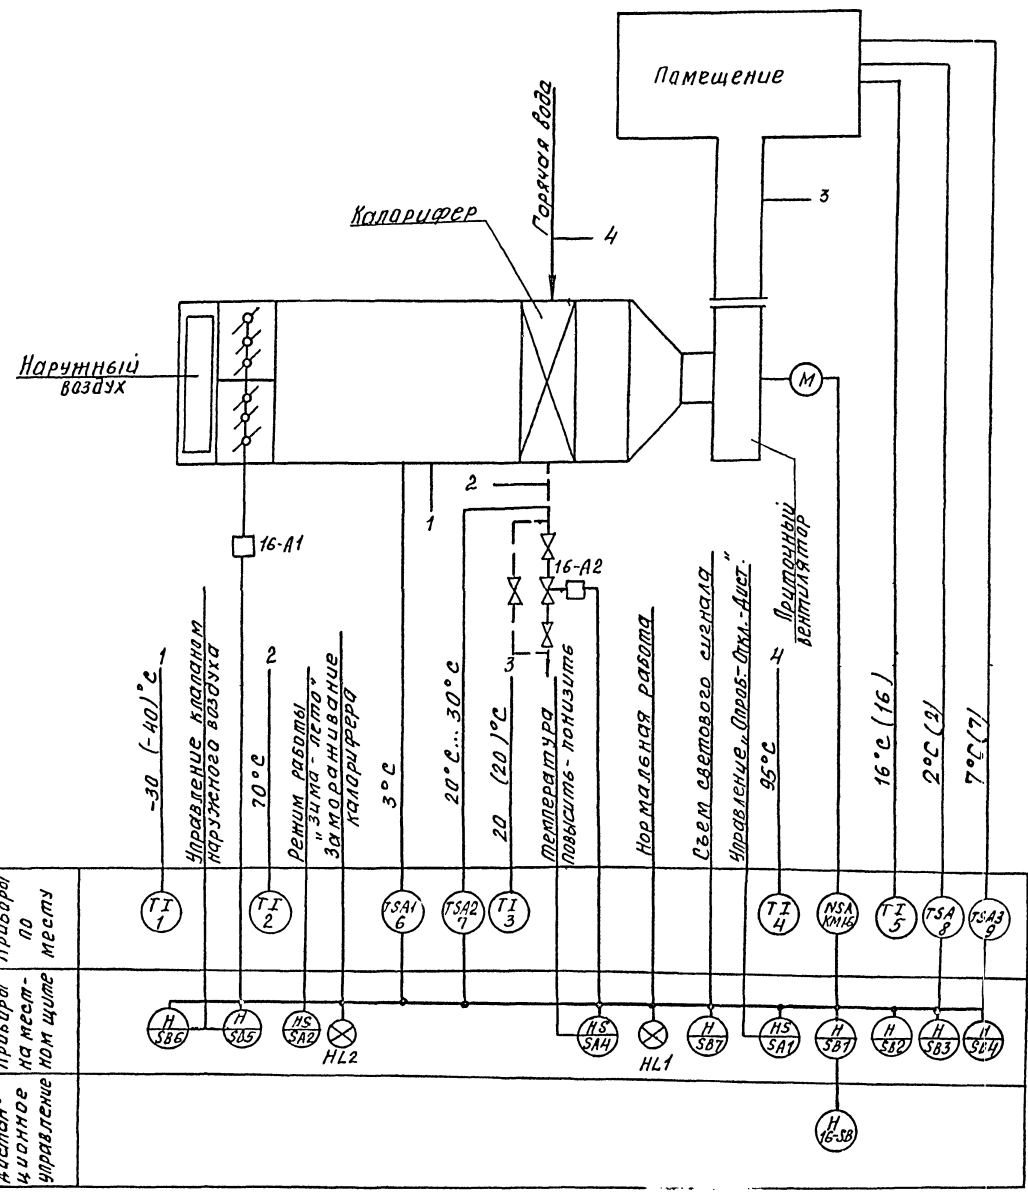 Помещение
3
Горячая вода
4
Калорифер
Наружный
воздух
М
2
1
16-А1
16-А2
Приточный
вентилятор
1
-30 (-40)°С
Управление клапаном
наружного воздуха
2
70°С
Режим работы
„зима-лето"
Замораживание
калорифера
3°С
20°С...30°С
3
20 (20)°С
Температура
повысить-понизить
Нормальная работа
Съем светового сигнала
Управление „Опроб.-Откл.-Дист."
4
95°С
16°С (16)
2°С (2)
7°С (7)
Приборы
по
месту
TI
1
TI
2
TSA1
6
TSA2
7
TI
3
TI
4
NSA
KM16
TI
5
TSA
8
TSA3
9
Приборы
на мест-
ном щите
H
SB6
H
SB5
HS
SA2
HL2
HS
SA4
HL1
H
SB7
HS
SA1
H
SB1
H
SB2
H
SB3
H
SB4
Дистан-
ционное
управление
H
16-SB